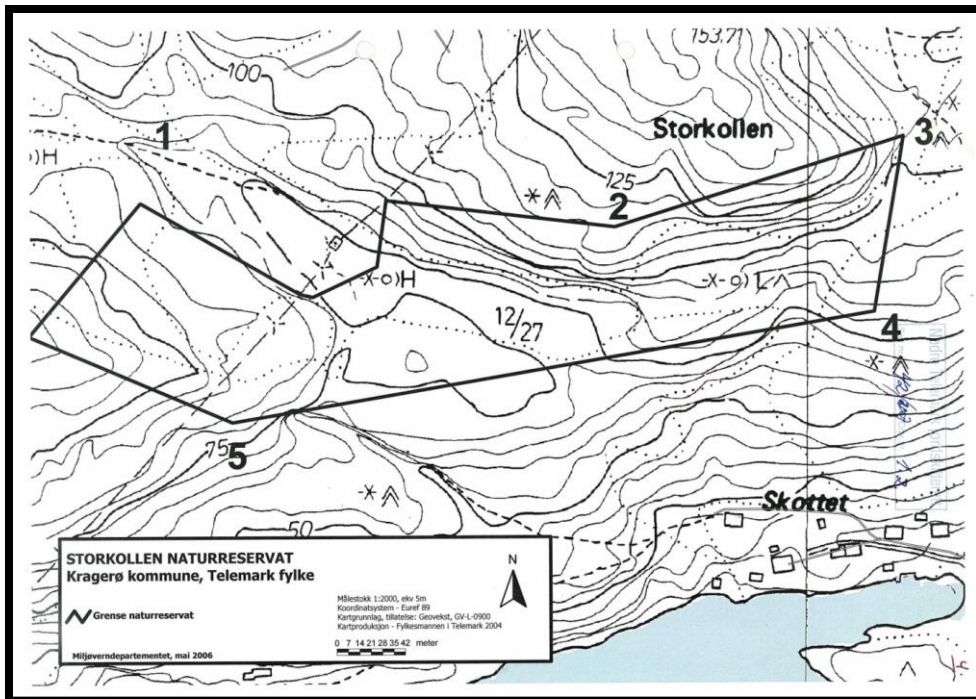 153.71
100
1
Storkollen
3
)H
125
2
-X-o)H
-X-o)L
12/27
4
75
5
50
Skottet
STORKOLLEN NATURRESERVAT
Kragerø kommune, Telemark fylke
N
Grense naturreservat
Målestokk 1:2000, ekv 5m
Koordinatsystem - Euref 89
Kartgrunnlag, tillatelse: Geovekst, GV-L-0900
Kartproduksjon - Fylkesmannen i Telemark 2004
0 7 14 21 28 35 42 meter
Miljøverndepartementet, mai 2006